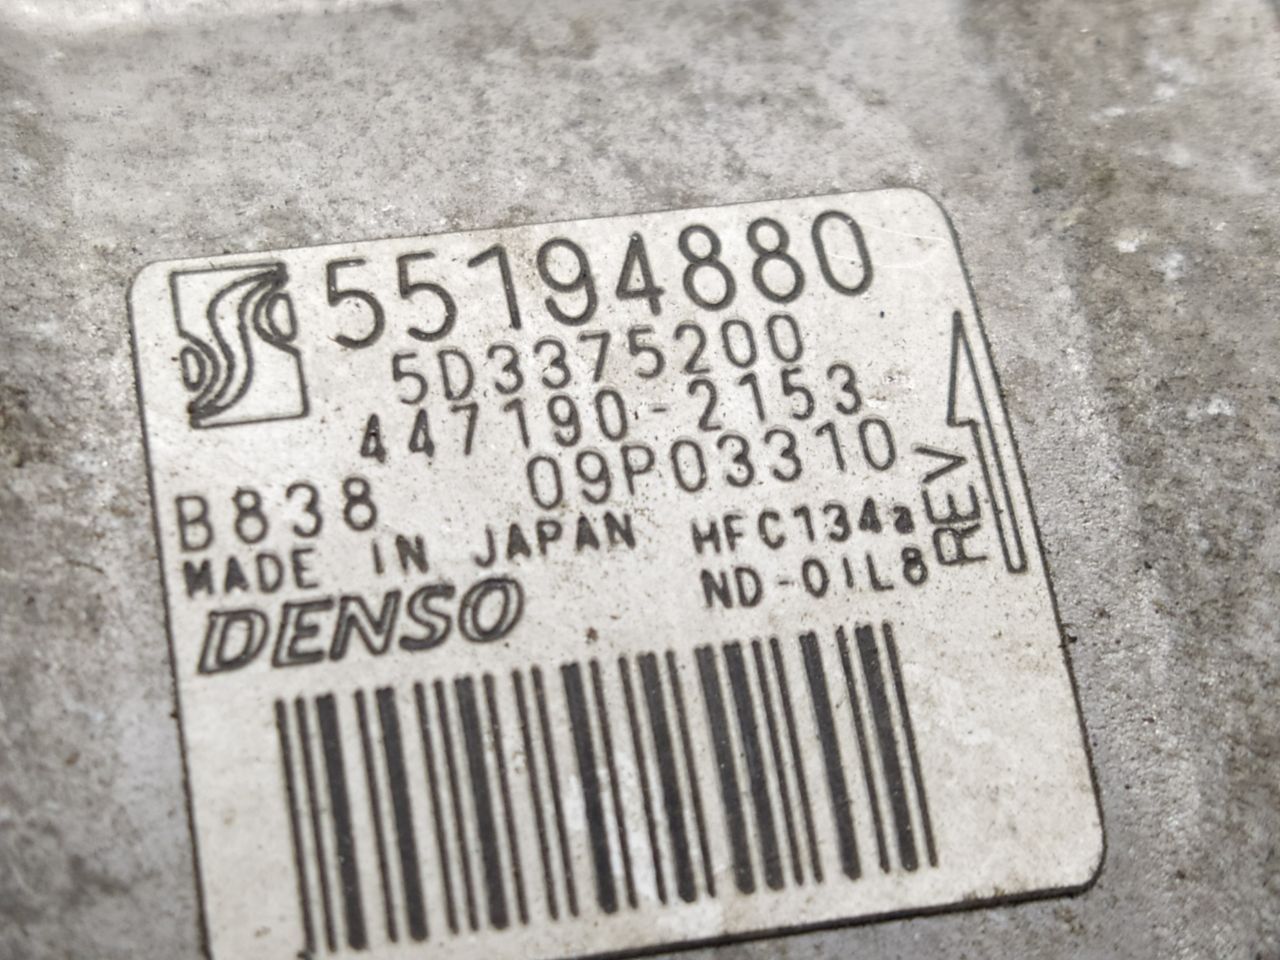 55194880
5D3375200
447190-2153
B838 09P03310
MADE IN JAPAN HFC134a
DENSO ND-OIL8
REV